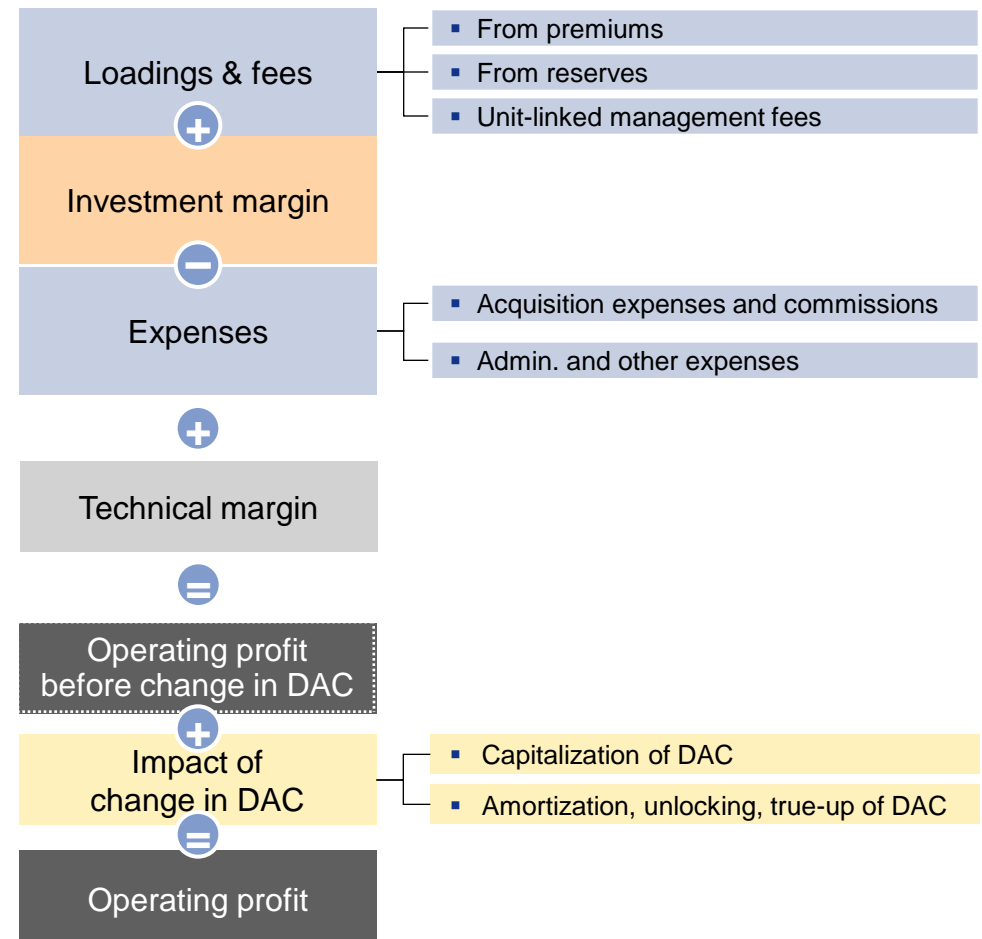 Loadings & fees
▪ From premiums
▪ From reserves
▪ Unit-linked management fees
+
Investment margin
−
Expenses
▪ Acquisition expenses and commissions
▪ Admin. and other expenses
+
Technical margin
=
Operating profit
before change in DAC
+
Impact of
change in DAC
▪ Capitalization of DAC
▪ Amortization, unlocking, true-up of DAC
=
Operating profit